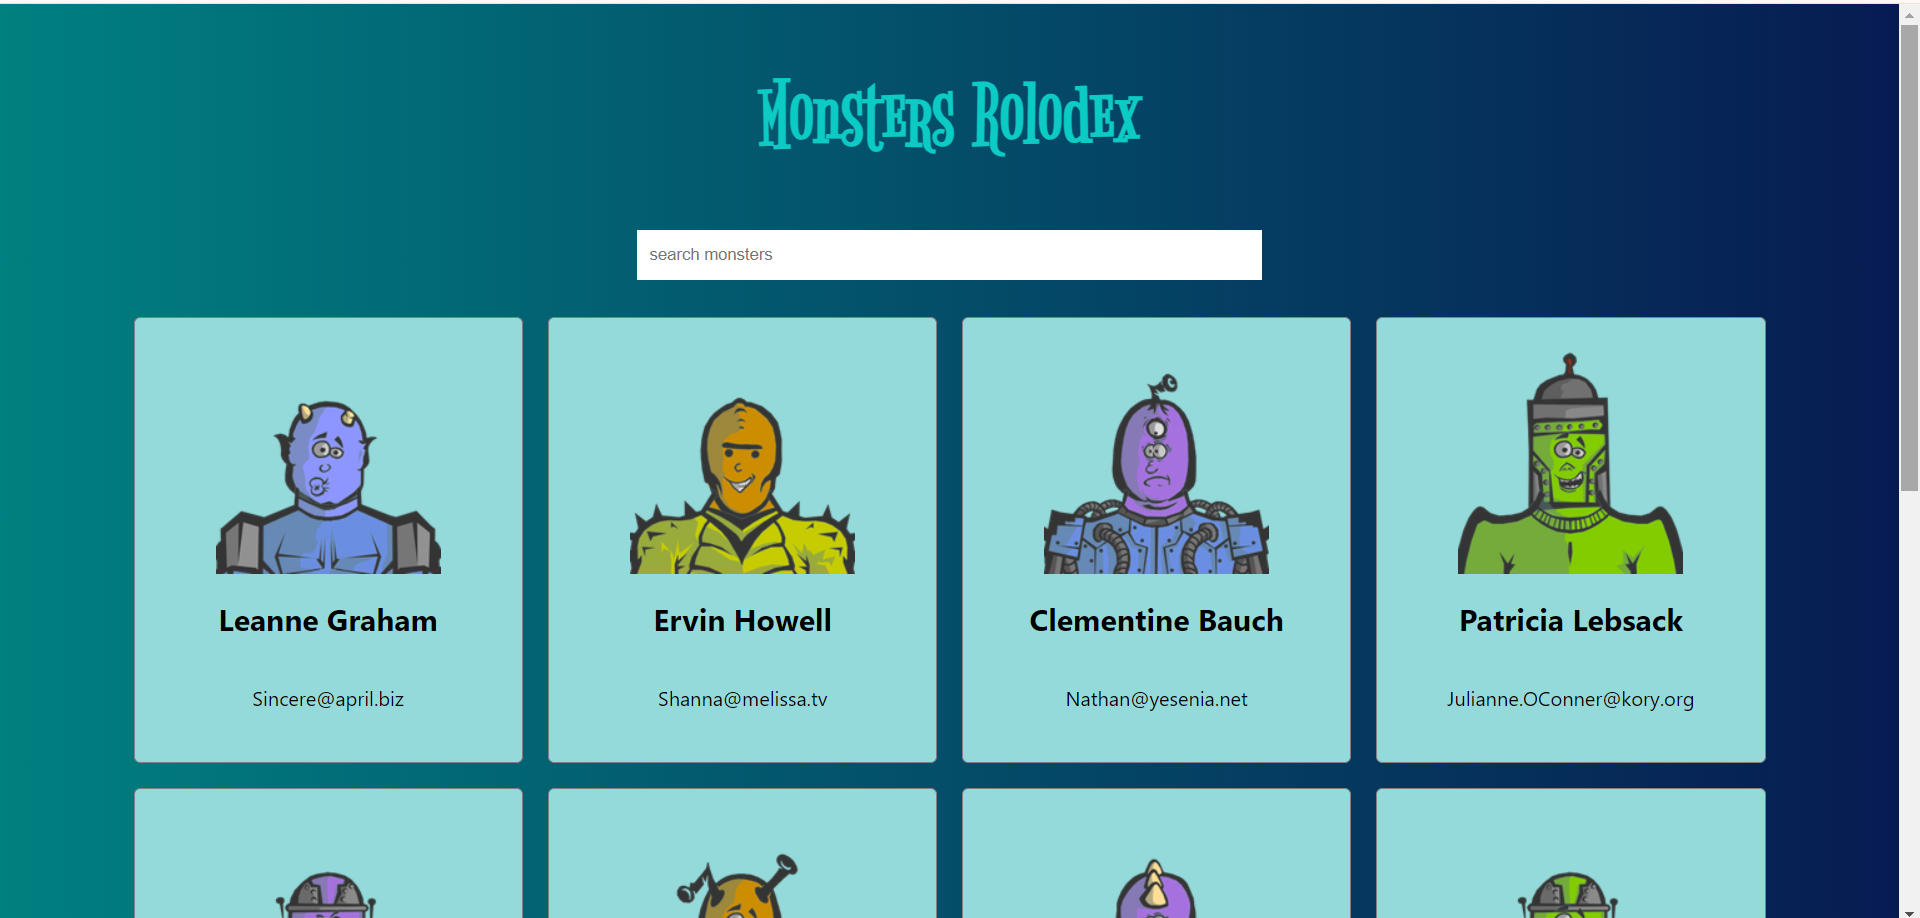 Monsters Rolodex
search monsters
Leanne Graham
Ervin Howell
Clementine Bauch
Patricia Lebsack
Sincere@april.biz
Shanna@melissa.tv
Nathan@yesenia.net
Julianne.OConner@kory.org